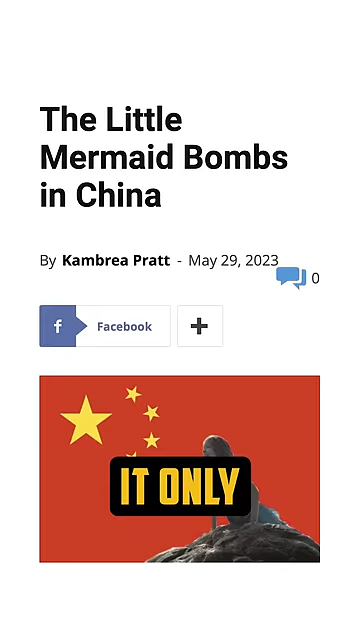 The Little
Mermaid Bombs
in China
By Kambrea Pratt - May 29, 2023
0
f Facebook
IT ONLY